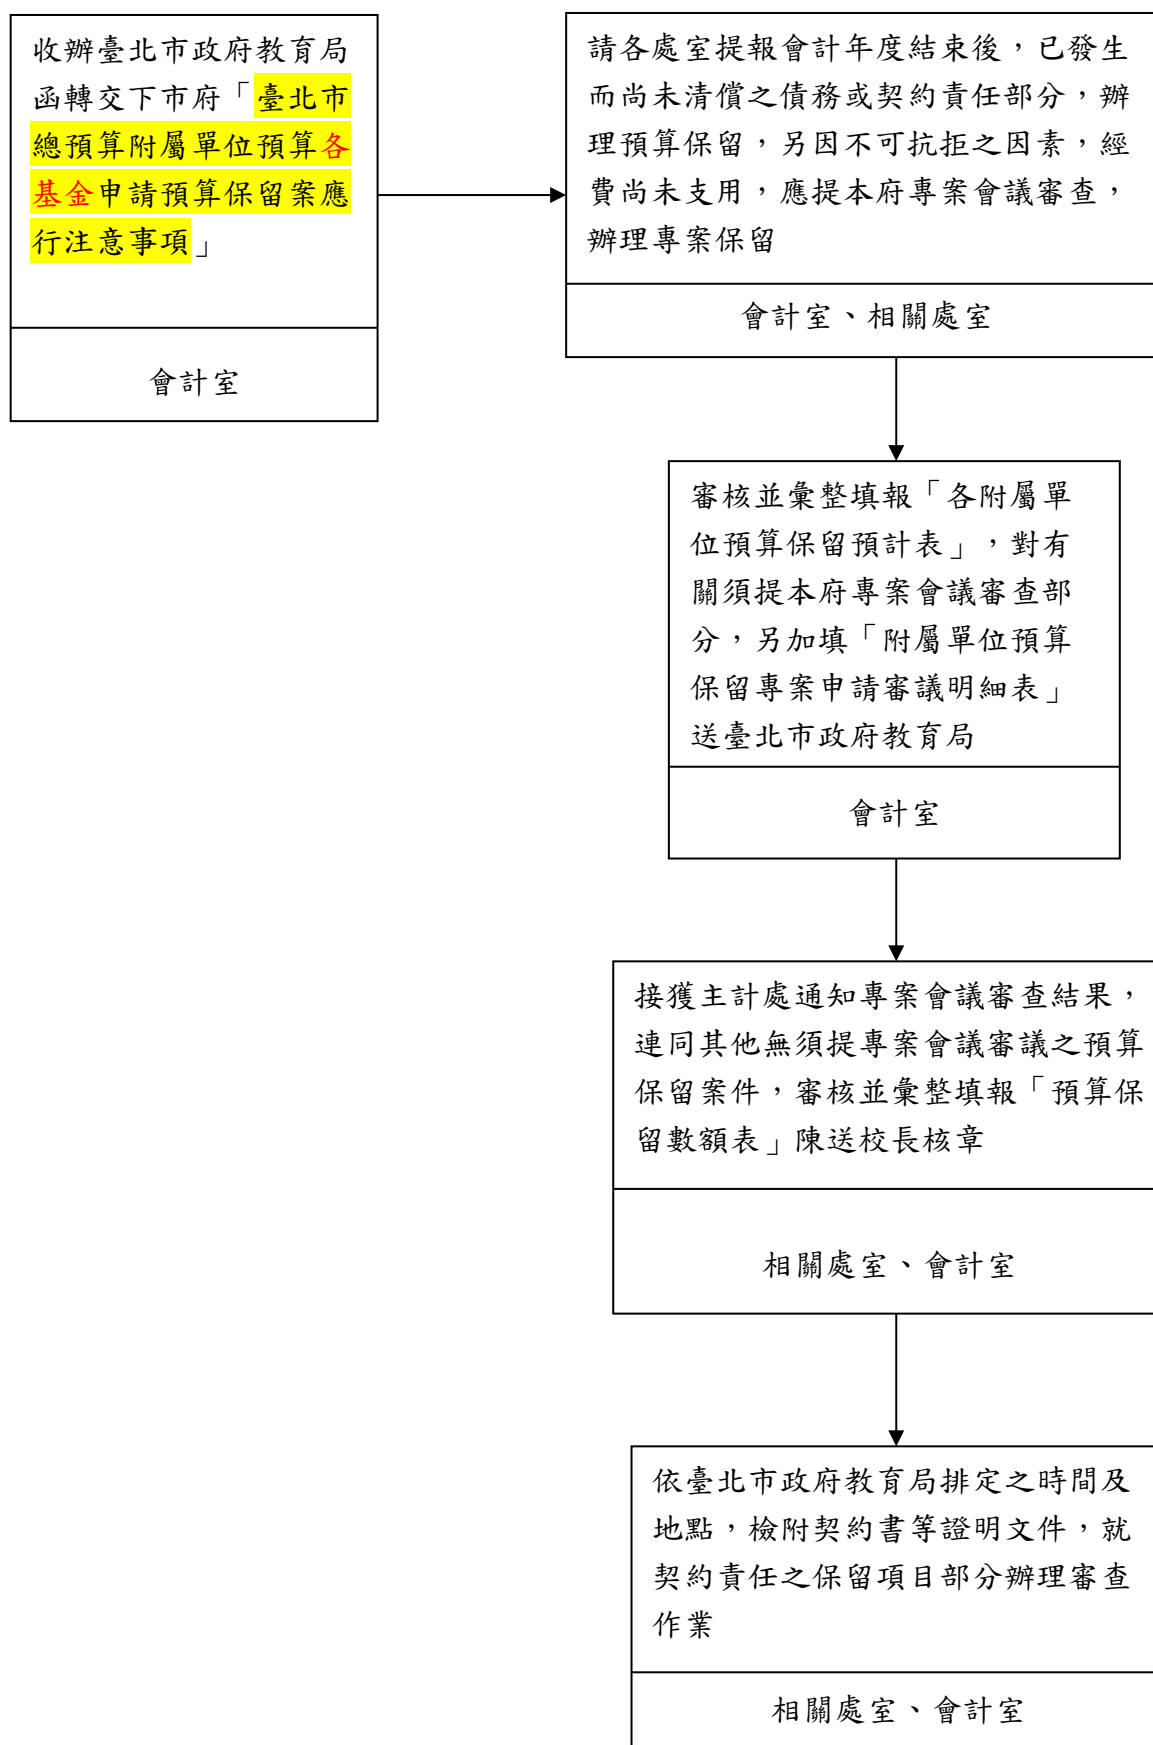 收辦臺北市政府教育局
函轉交下市府「臺北市
總預算附屬單位預算各
基金申請預算保留案應
行注意事項」
會計室
請各處室提報會計年度結束後，已發生
而尚未清償之債務或契約責任部分，辦
理預算保留，另因不可抗拒之因素，經
費尚未支用，應提本府專案會議審查，
辦理專案保留
會計室、相關處室
審核並彙整填報「各附屬單
位預算保留預計表」，對有
關須提本府專案會議審查部
分，另加填「附屬單位預算
保留專案申請審議明細表」
送臺北市政府教育局
會計室
接獲主計處通知專案會議審查結果，
連同其他無須提專案會議審議之預算
保留案件，審核並彙整填報「預算保
留數額表」陳送校長核章
相關處室、會計室
依臺北市政府教育局排定之時間及
地點，檢附契約書等證明文件，就
契約責任之保留項目部分辦理審查
作業
相關處室、會計室